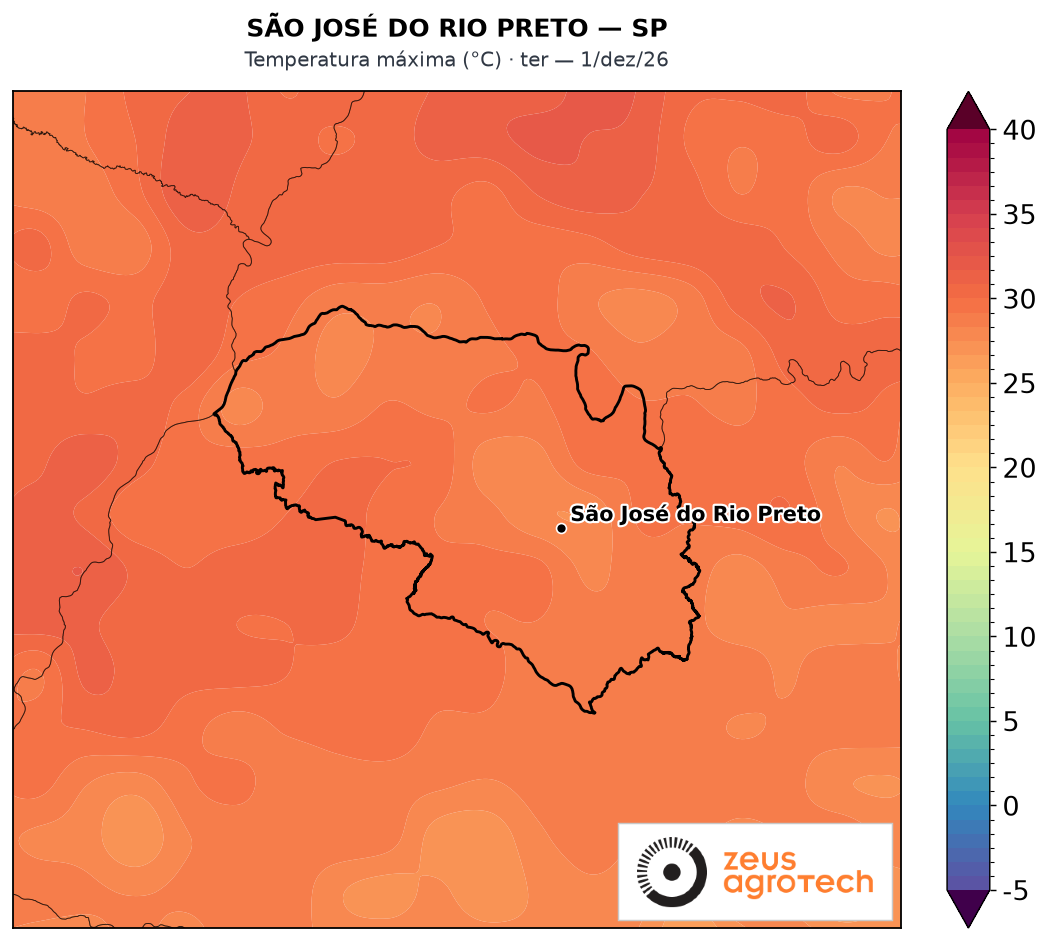 SÃO JOSÉ DO RIO PRETO — SP
Temperatura máxima (°C) · ter — 1/dez/26
40
35
30
25
20
15
10
5
0
-5
São José do Rio Preto
zeus
agrotech